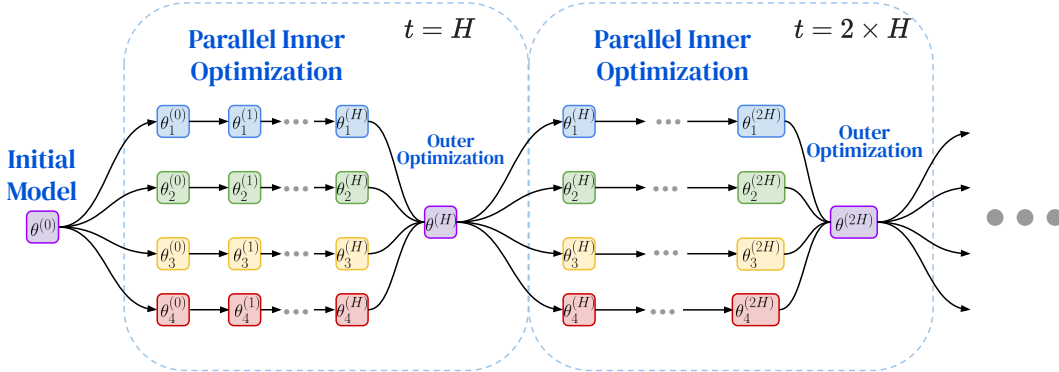 Parallel Inner
Optimization
t = H
Parallel Inner
Optimization
t = 2 × H
Initial
Model
θ^{(0)}
θ_1^{(0)} θ_1^{(1)} ... θ_1^{(H)}
θ_2^{(0)} θ_2^{(1)} ... θ_2^{(H)}
θ_3^{(0)} θ_3^{(1)} ... θ_3^{(H)}
θ_4^{(0)} θ_4^{(1)} ... θ_4^{(H)}
Outer
Optimization
θ^{(H)}
θ_1^{(H)} ... θ_1^{(2H)}
θ_2^{(H)} ... θ_2^{(2H)}
θ_3^{(H)} ... θ_3^{(2H)}
θ_4^{(H)} ... θ_4^{(2H)}
Outer
Optimization
θ^{(2H)}
...